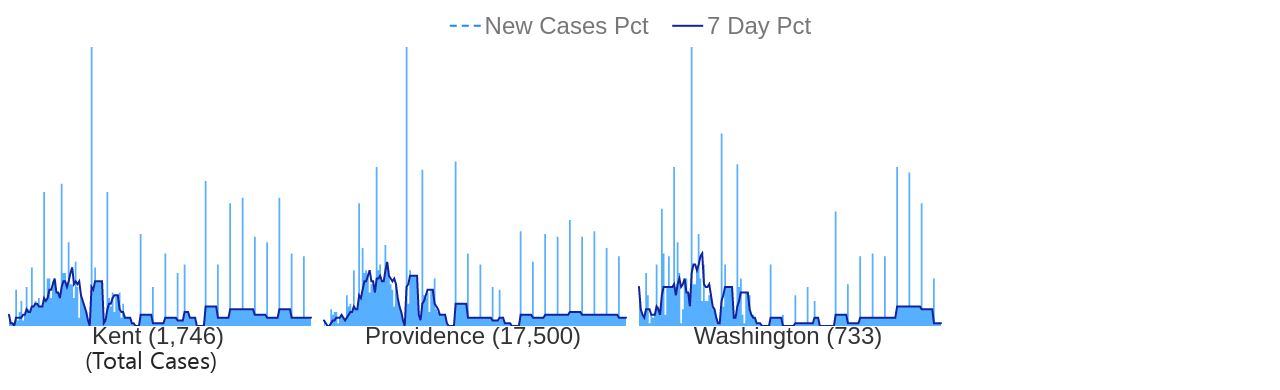 New Cases Pct 7 Day Pct
Kent (1,746) Providence (17,500) Washington (733)
(Total Cases)